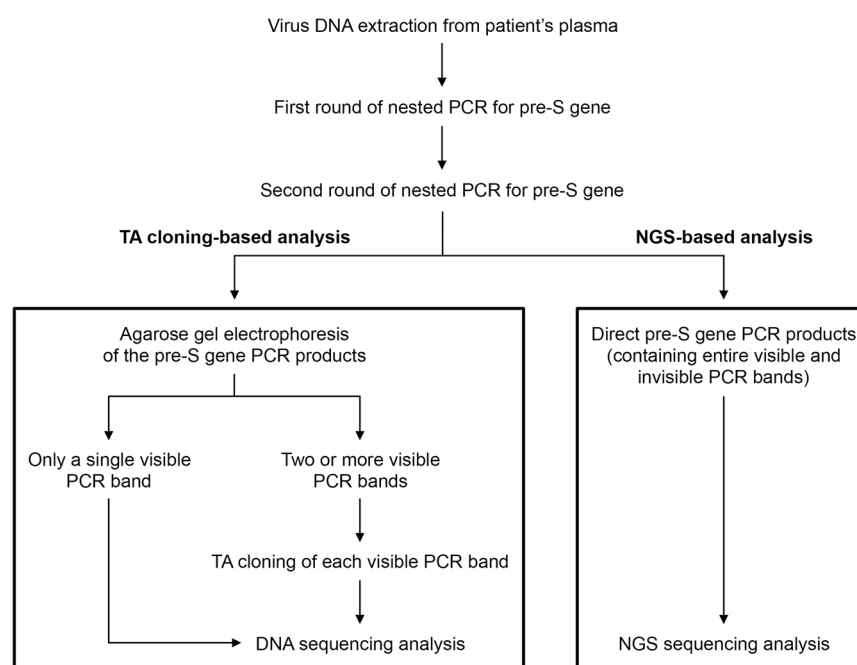 Virus DNA extraction from patient's plasma
First round of nested PCR for pre-S gene
Second round of nested PCR for pre-S gene
TA cloning-based analysis
NGS-based analysis
Agarose gel electrophoresis
of the pre-S gene PCR products
Only a single visible
PCR band
Two or more visible
PCR bands
TA cloning of each visible PCR band
DNA sequencing analysis
Direct pre-S gene PCR products
(containing entire visible and
invisible PCR bands)
NGS sequencing analysis